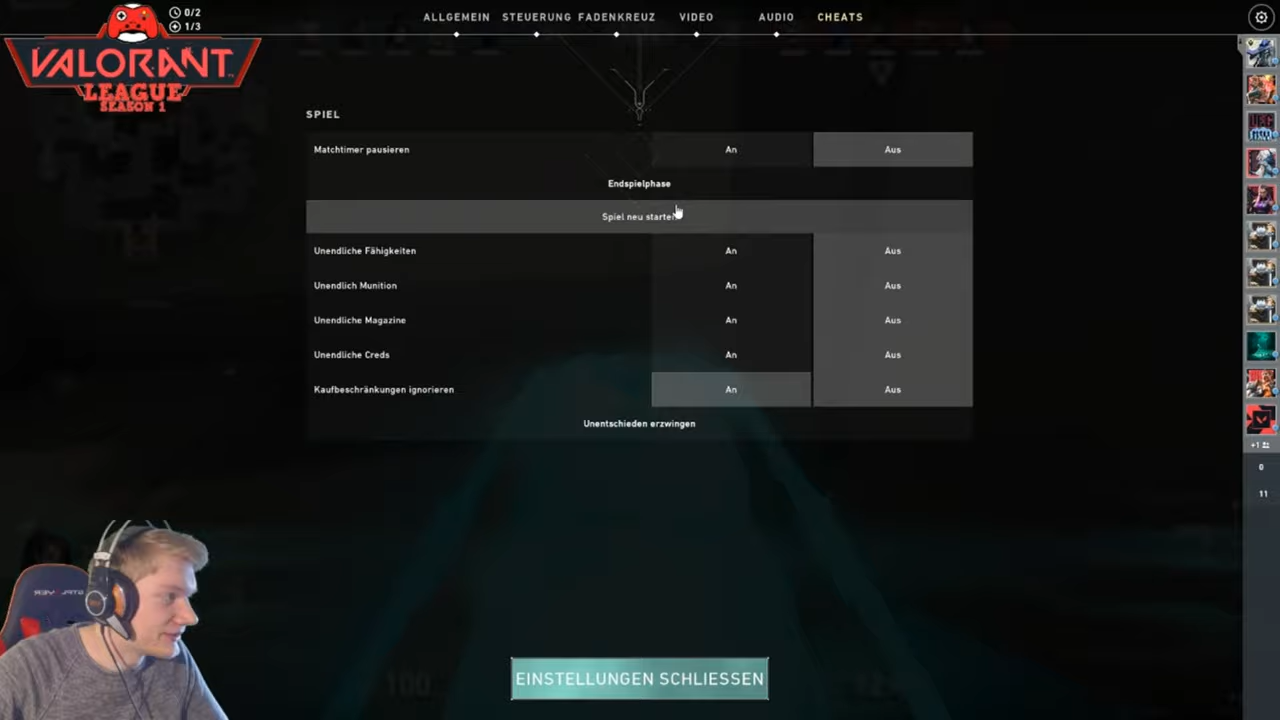 0/2
1/3
VALORANT
LEAGUE
SEASON 1
ALLGEMEIN STEUERUNG FADENKREUZ VIDEO AUDIO CHEATS
SPIEL
Matchtimer pausieren An Aus
Endspielphase
Spiel neu starten
Unendliche Fähigkeiten An Aus
Unendlich Munition An Aus
Unendliche Magazine An Aus
Unendliche Creds An Aus
Kaufbeschränkungen ignorieren An Aus
Unentschieden erzwingen
+1
0
11
EINSTELLUNGEN SCHLIESSEN